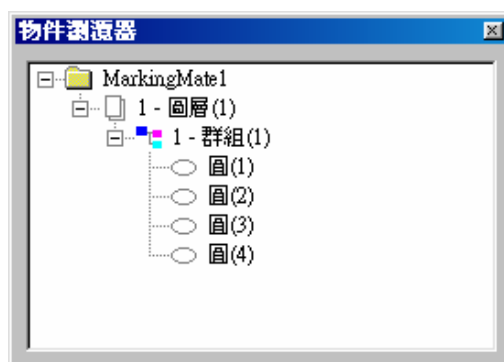 物件瀏覽器
MarkingMate1
1 - 圖層(1)
1 - 群組(1)
圓(1)
圓(2)
圓(3)
圓(4)